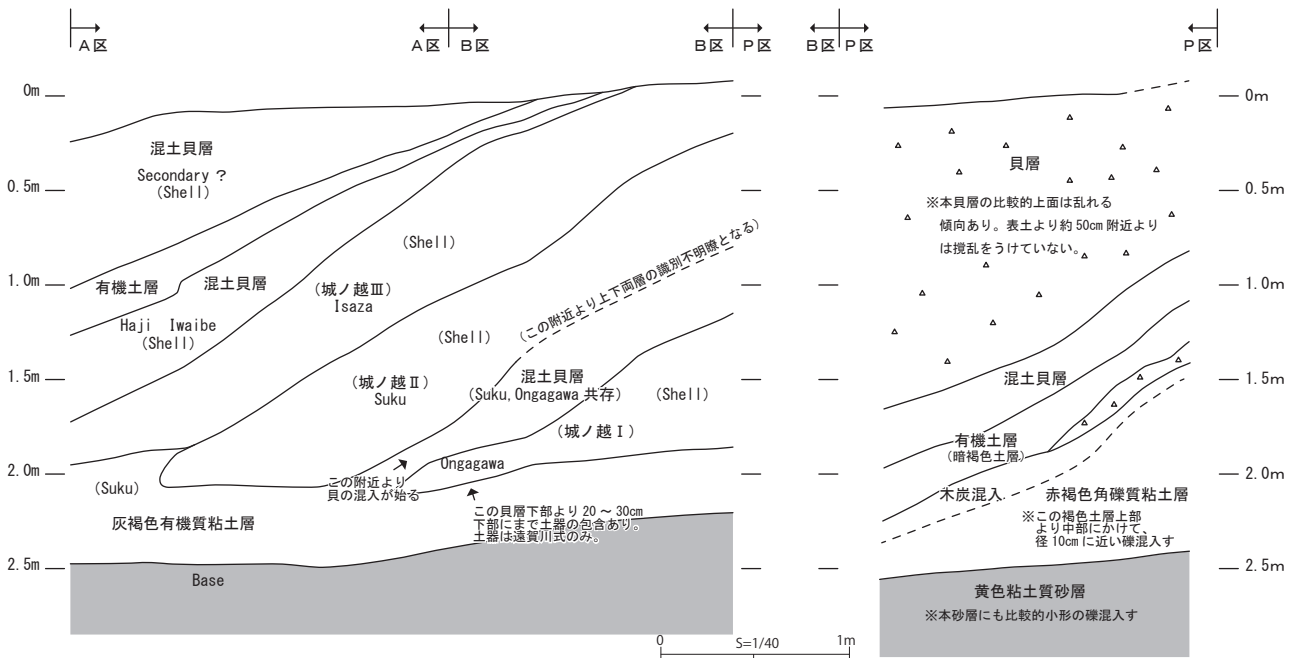 A区
A区 B区
B区 P区
B区 P区
P区
0m
0.5m
1.0m
1.5m
2.0m
2.5m
混土貝層
Secondary ?
(Shell)
有機土層
混土貝層
Haji Iwaibe
(Shell)
(Shell)
(城ノ越Ⅲ)
Isaza
(Shell)
(この附近より上下両層の識別不明瞭となる)
(城ノ越Ⅱ)
Suku
混土貝層
(Suku, Ongagawa 共存)
(Shell)
(城ノ越Ⅰ)
Ongagawa
(Suku)
この附近より
貝の混入が始る
灰褐色有機質粘土層
この貝層下部より 20 ~ 30cm
下部にまで土器の包含あり。
土器は遠賀川式のみ。
Base
貝層
※本貝層の比較的上面は乱れる
傾向あり。表土より約 50cm 附近より
は撹乱をうけていない。
混土貝層
有機土層
(暗褐色土層)
木炭混入
赤褐色角礫質粘土層
※この褐色土層上部
より中部にかけて、
径 10cm に近い礫混入す
黄色粘土質砂層
※本砂層にも比較的小形の礫混入す
0m
0.5m
1.0m
1.5m
2.0m
2.5m
0 S=1/40 1m